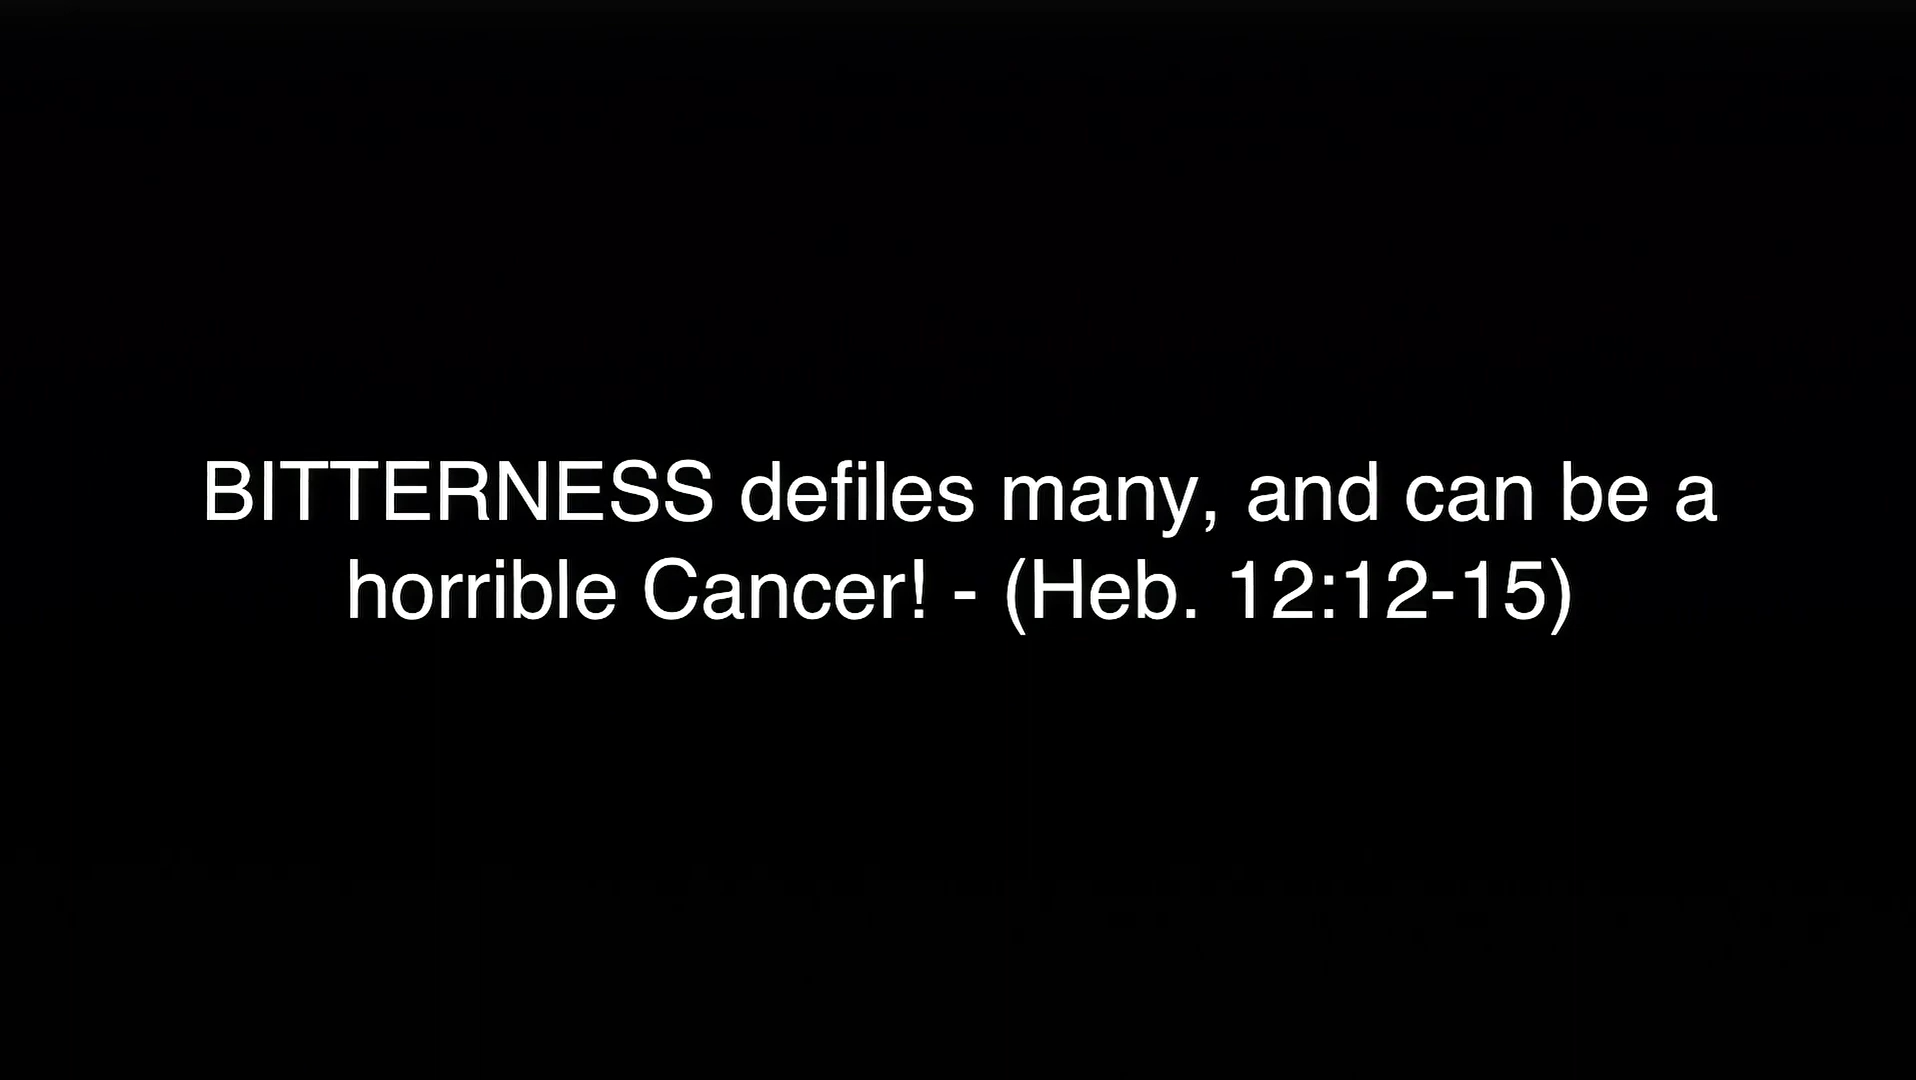 BITTERNESS defiles many, and can be a
horrible Cancer! - (Heb. 12:12-15)